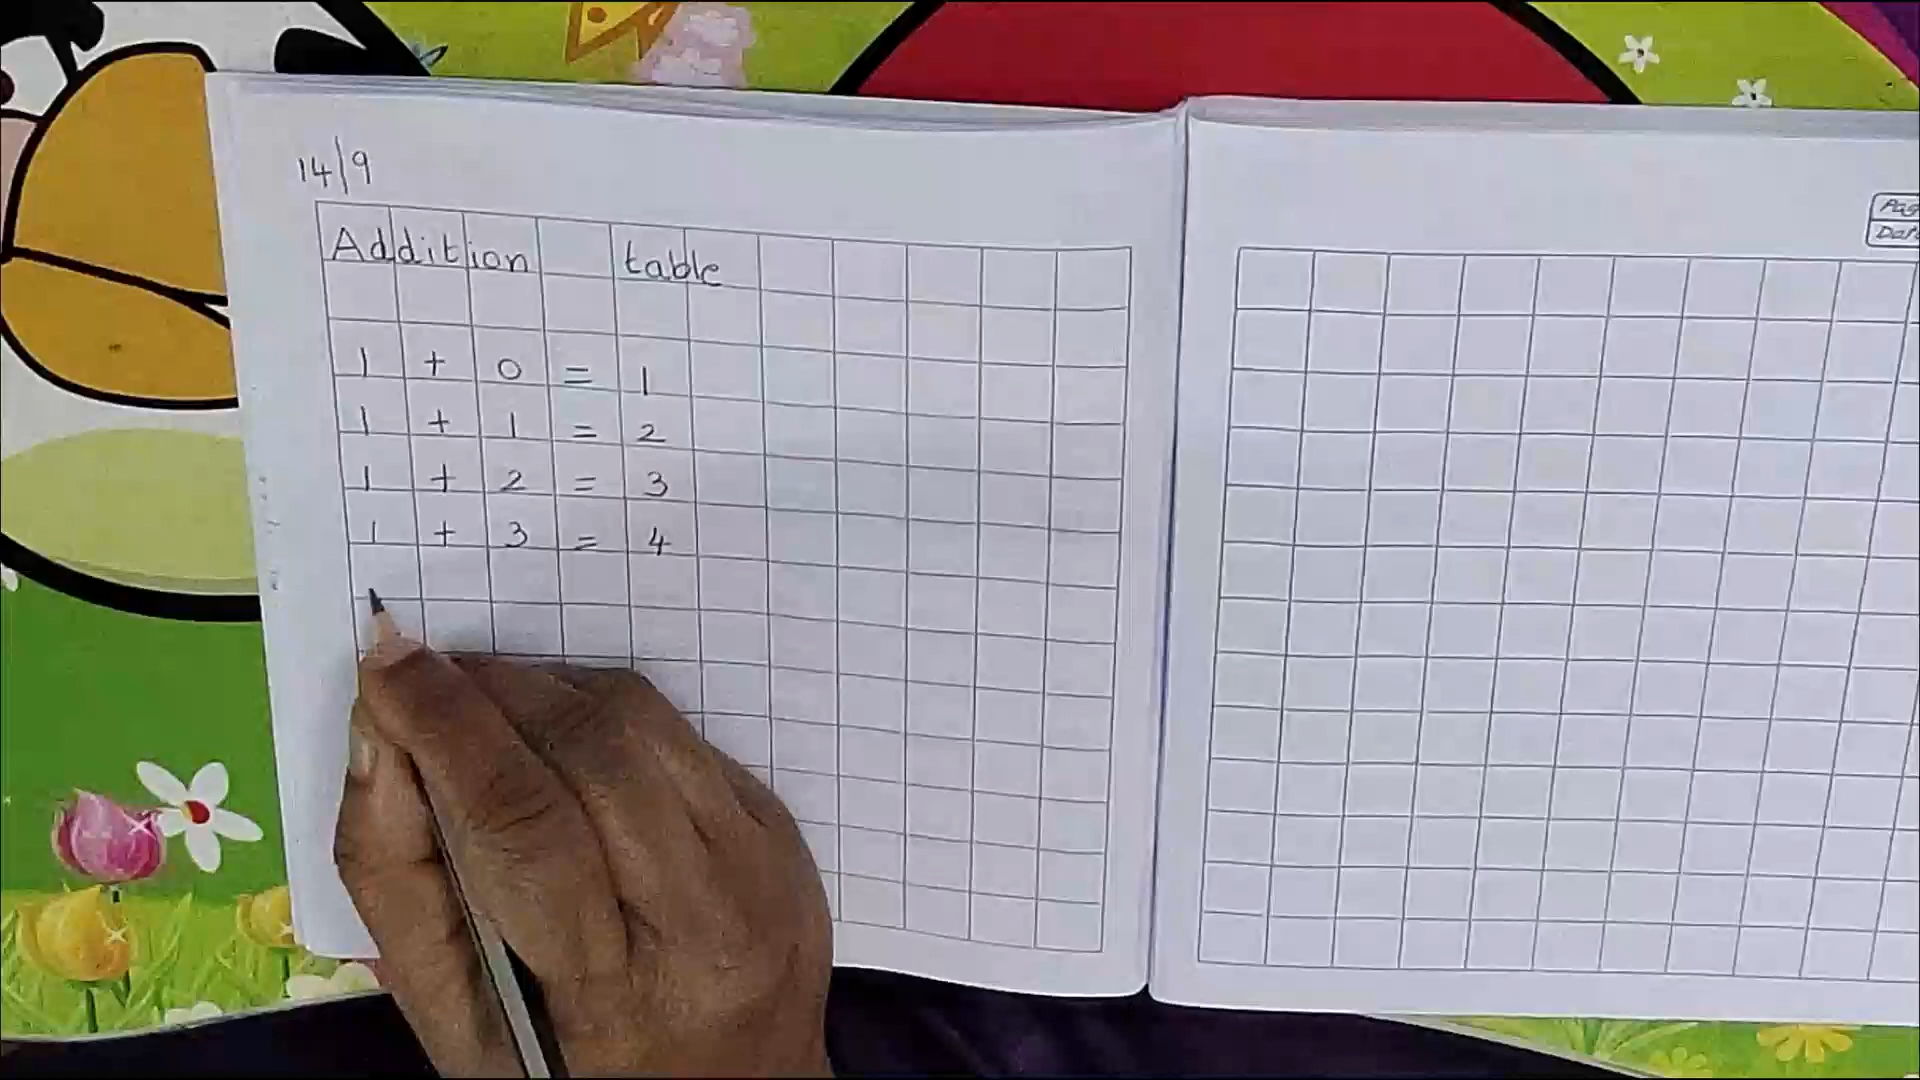 14|9
Addition table
1 + 0 = 1
1 + 1 = 2
1 + 2 = 3
1 + 3 = 4